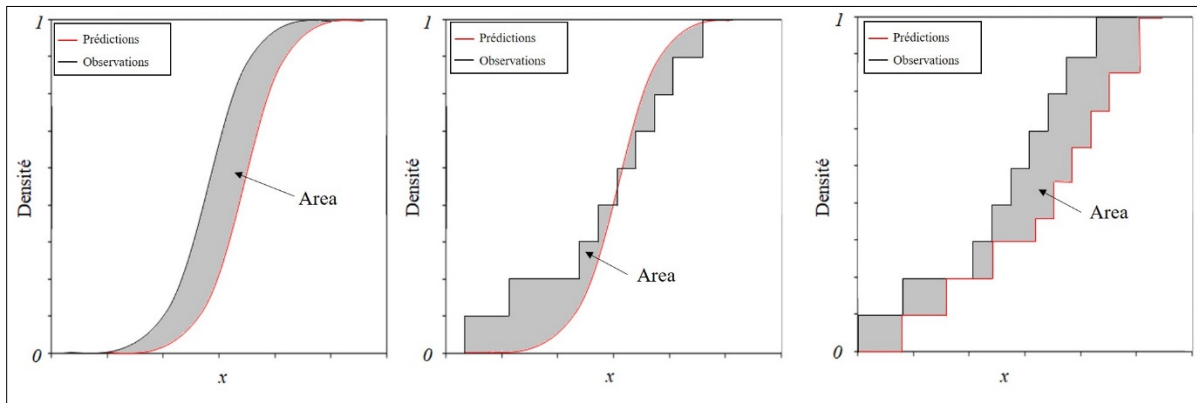 1
Prédictions
Observations
Densité
Area
0
x
1
Prédictions
Observations
Densité
Area
0
x
1
Prédictions
Observations
Densité
Area
0
x